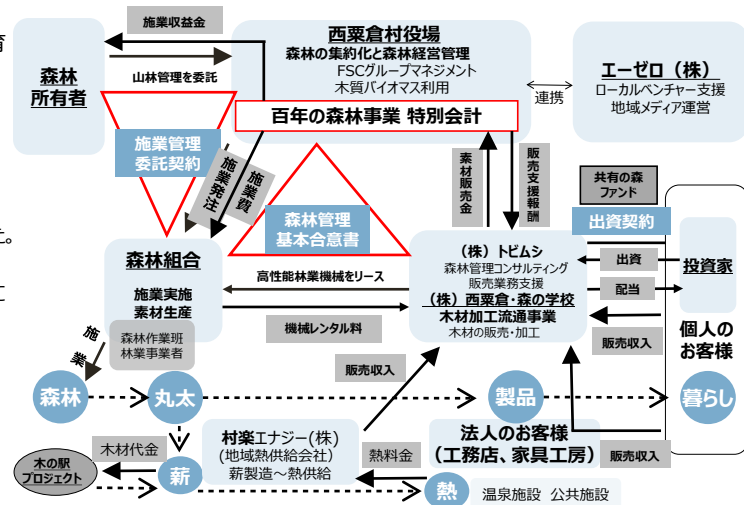 育
た。
に
施業収益金
山林管理を委託
森林
所有者
西粟倉村役場
森林の集約化と森林経営管理
FSCグループマネジメント
木質バイオマス利用
百年の森林事業 特別会計
連携
エーゼロ（株）
ローカルベンチャー支援
地域メディア運営
施業管理
委託契約
施業発注
施業費
森林管理
基本合意書
素材販売金
販売支援報酬
共有の森
ファンド
出資契約
出資
配当
投資家
森林組合
施業実施
素材生産
森林作業班
林業事業者
高性能林業機械をリース
機械レンタル料
（株）トビムシ
森林管理コンサルティング
販売業務支援
（株）西粟倉・森の学校
木材加工流通事業
木材の販売・加工
販売収入
個人の
お客様
施業
販売収入
森林
丸太
製品
暮らし
木材代金
木の駅
プロジェクト
薪
村楽エナジー(株)
(地域熱供給会社)
薪製造～熱供給
熱料金
法人のお客様
（工務店、家具工房）
販売収入
熱
温泉施設 公共施設